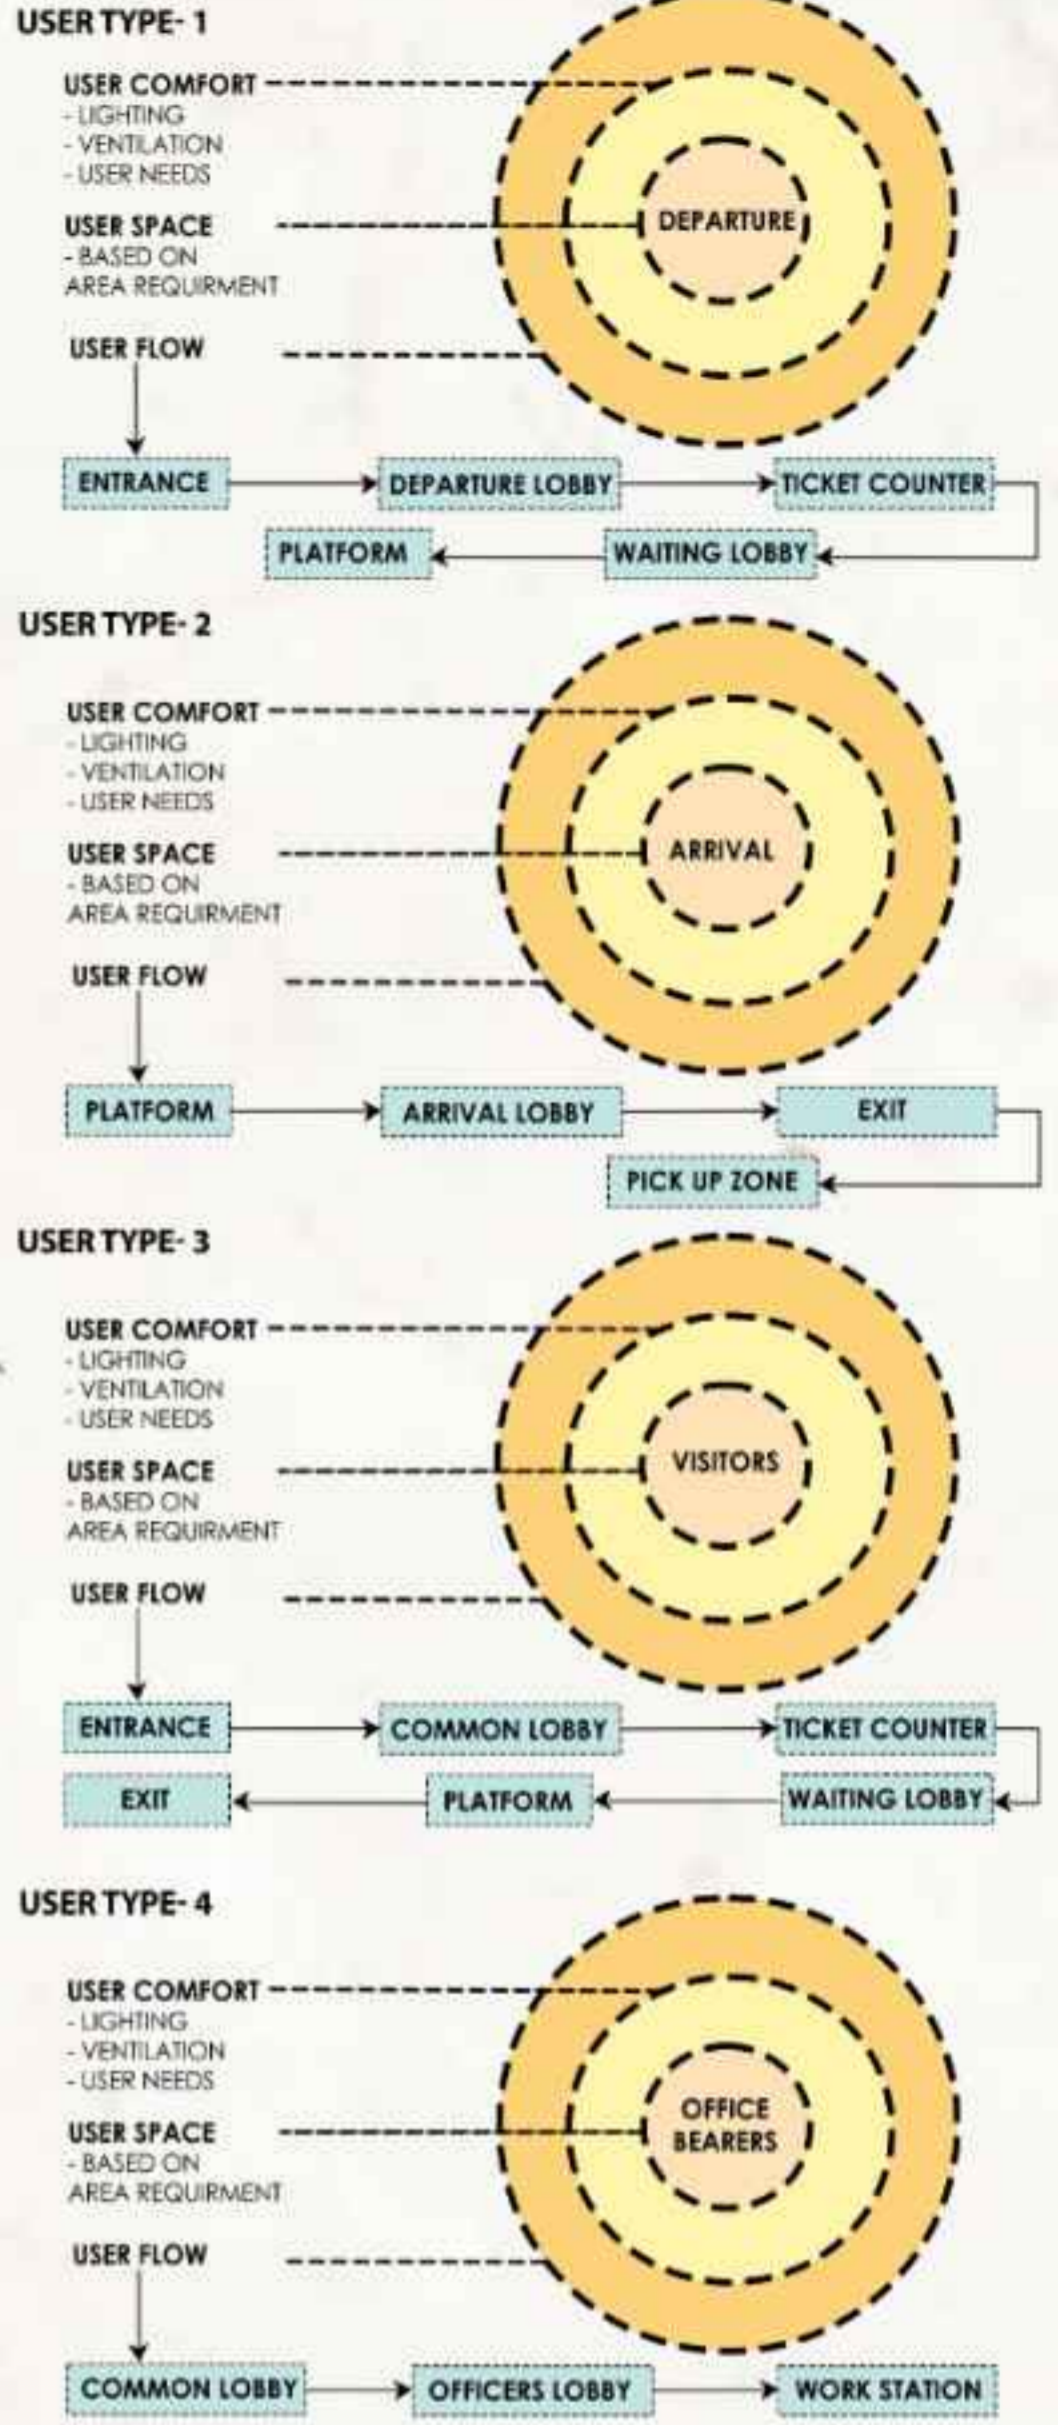 USER TYPE- 1
USER COMFORT
- LIGHTING
- VENTILATION
- USER NEEDS
USER SPACE
- BASED ON
AREA REQUIRMENT
USER FLOW
DEPARTURE
ENTRANCE
DEPARTURE LOBBY
TICKET COUNTER
PLATFORM
WAITING LOBBY
USER TYPE- 2
USER COMFORT
- LIGHTING
- VENTILATION
- USER NEEDS
USER SPACE
- BASED ON
AREA REQUIRMENT
USER FLOW
ARRIVAL
PLATFORM
ARRIVAL LOBBY
EXIT
PICK UP ZONE
USER TYPE- 3
USER COMFORT
- LIGHTING
- VENTILATION
- USER NEEDS
USER SPACE
- BASED ON
AREA REQUIRMENT
USER FLOW
VISITORS
ENTRANCE
COMMON LOBBY
TICKET COUNTER
EXIT
PLATFORM
WAITING LOBBY
USER TYPE- 4
USER COMFORT
- LIGHTING
- VENTILATION
- USER NEEDS
USER SPACE
- BASED ON
AREA REQUIRMENT
USER FLOW
OFFICE
BEARERS
COMMON LOBBY
OFFICERS LOBBY
WORK STATION